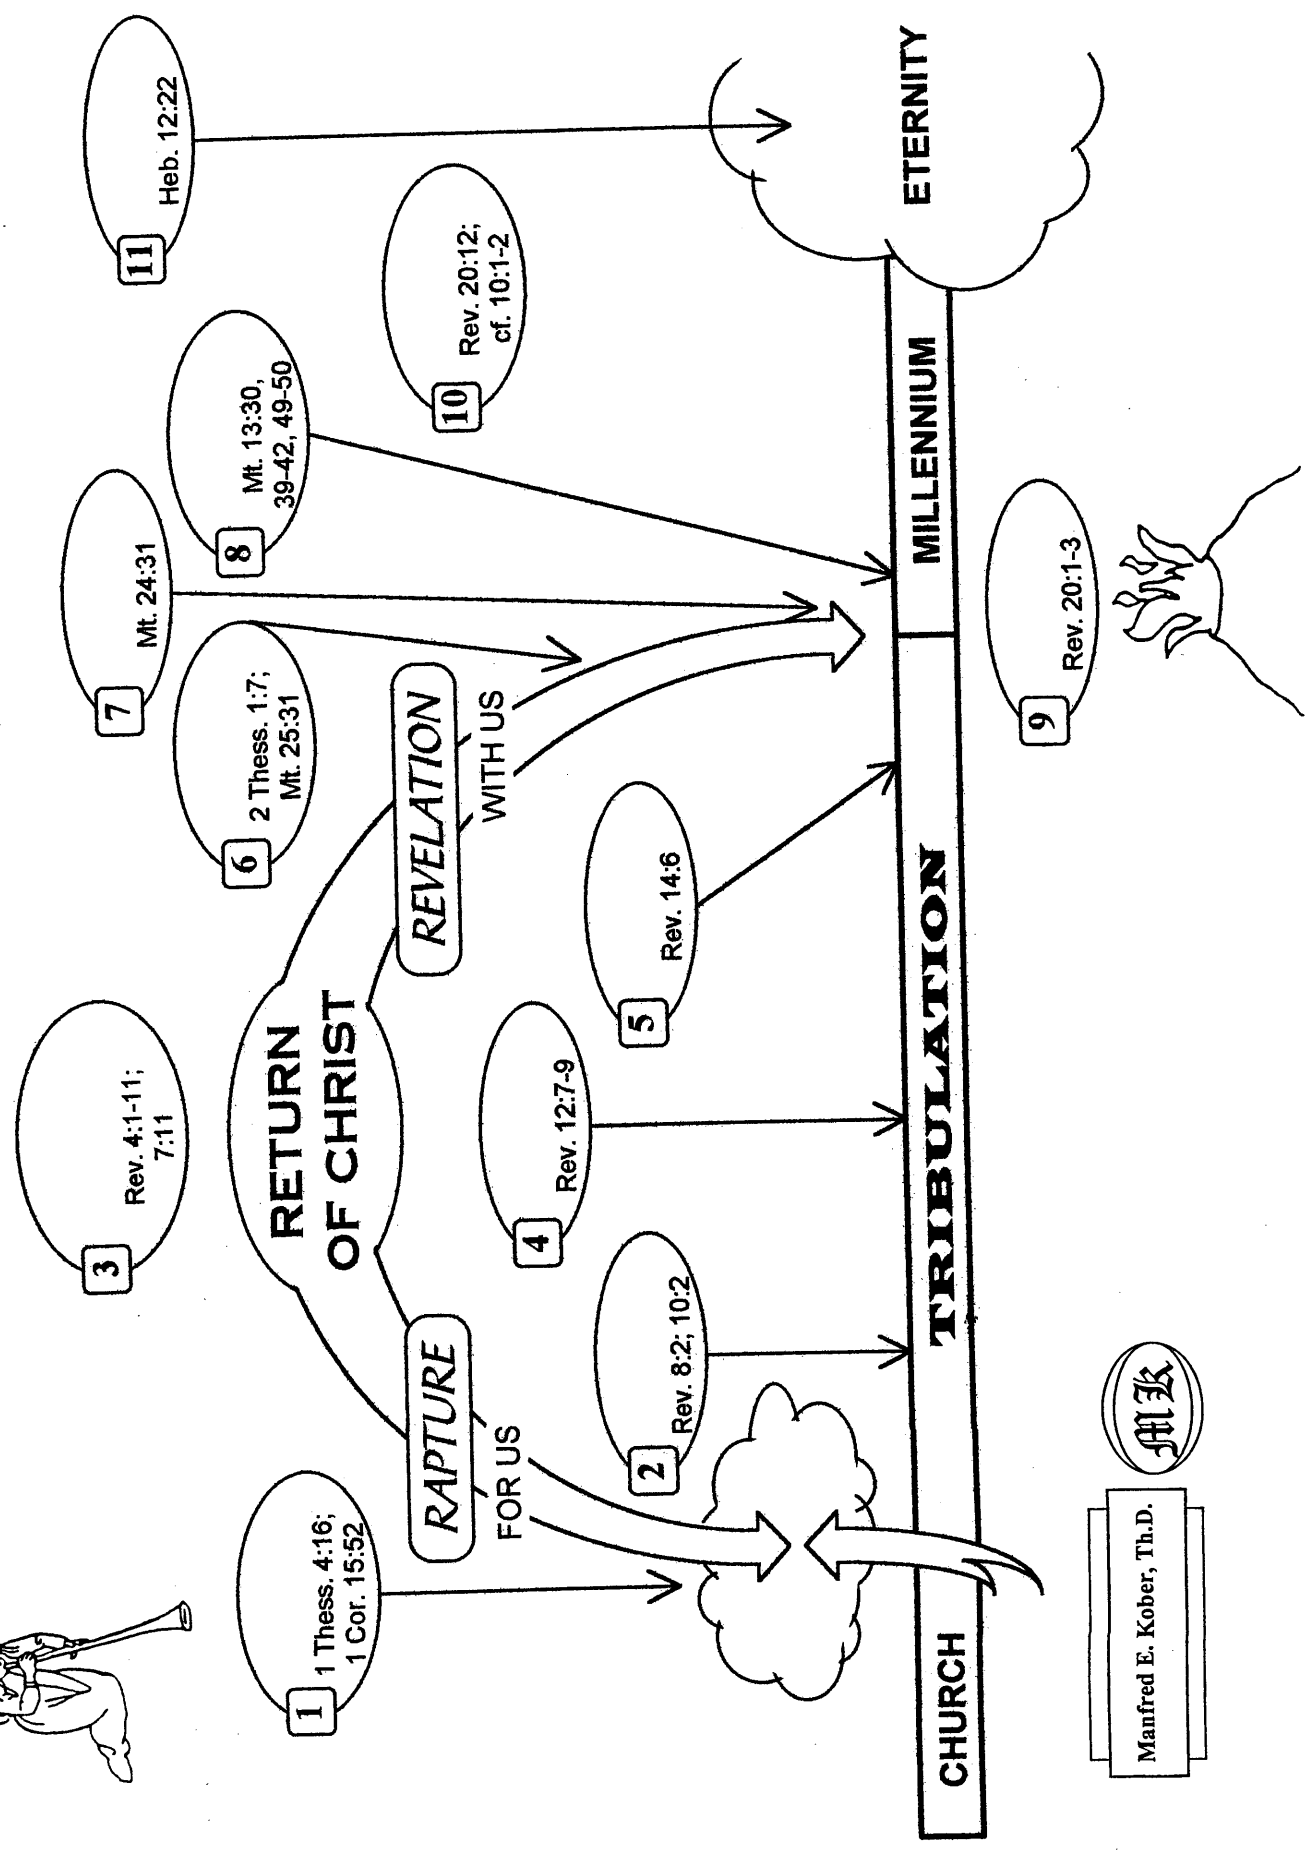 1
1 Thess. 4:16;
1 Cor. 15:52
2
Rev. 8:2; 10:2
3
Rev. 4:1-11;
7:11
4
Rev. 12:7-9
5
Rev. 14:6
6
2 Thess. 1:7;
Mt. 25:31
7
Mt. 24:31
8
Mt. 13:30,
39-42, 49-50
9
Rev. 20:1-3
10
Rev. 20:12;
cf. 10:1-2
11
Heb. 12:22
RETURN
OF CHRIST
RAPTURE
FOR US
REVELATION
WITH US
CHURCH
TRIBULATION
MILLENNIUM
ETERNITY
Manfred E. Kober, Th.D.
MK